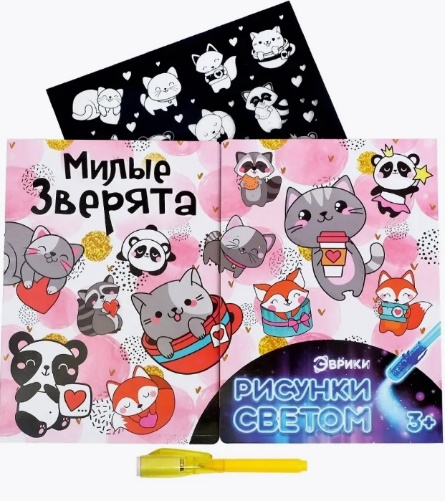 Милые
Зверята
ЭВРИКИ
РИСУНКИ
СВЕТОМ
3+